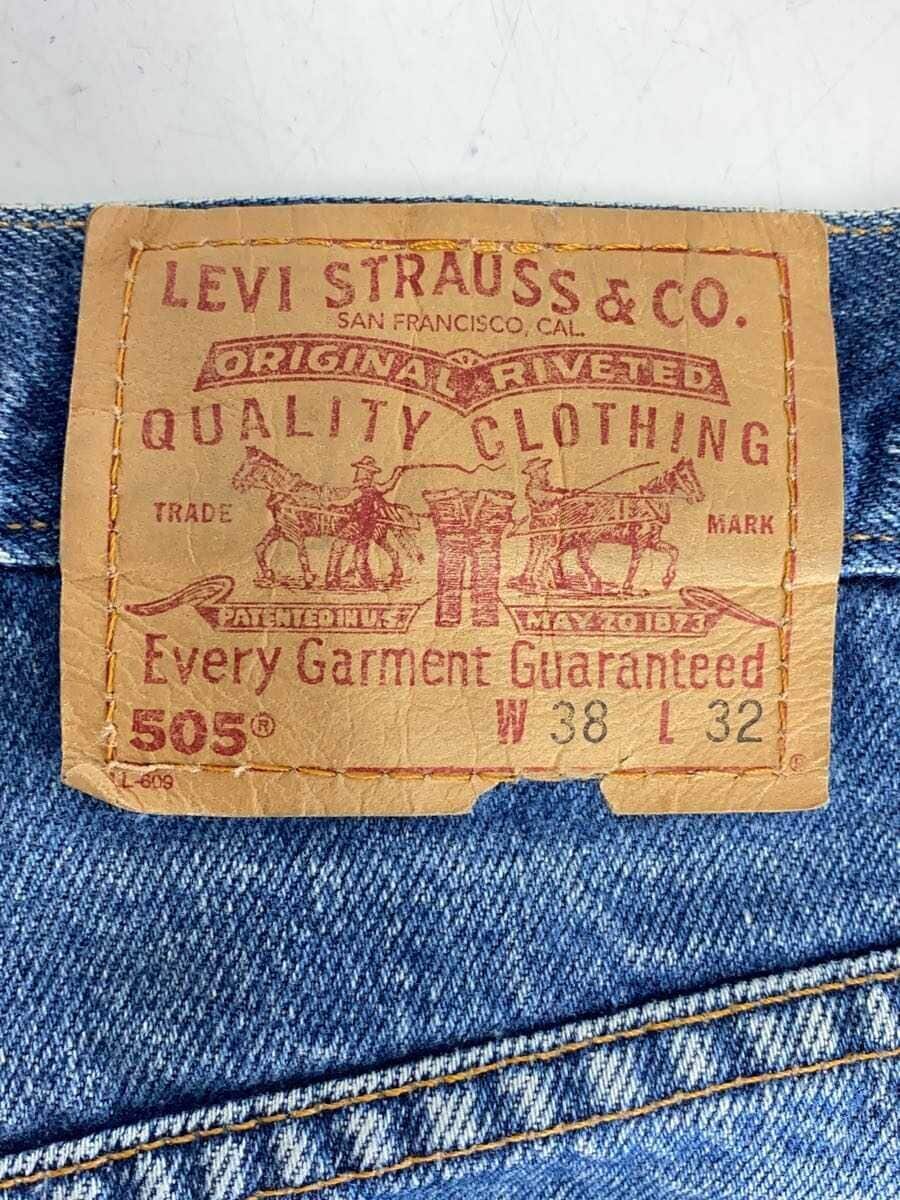 LEVI STRAUSS & CO.
SAN FRANCISCO, CAL.
ORIGINAL RIVETED
QUALITY CLOTHING
TRADE MARK
PATENTED IN U.S. MAY 20 1873
Every Garment Guaranteed
505® W 38 L 32
LL-609 ®